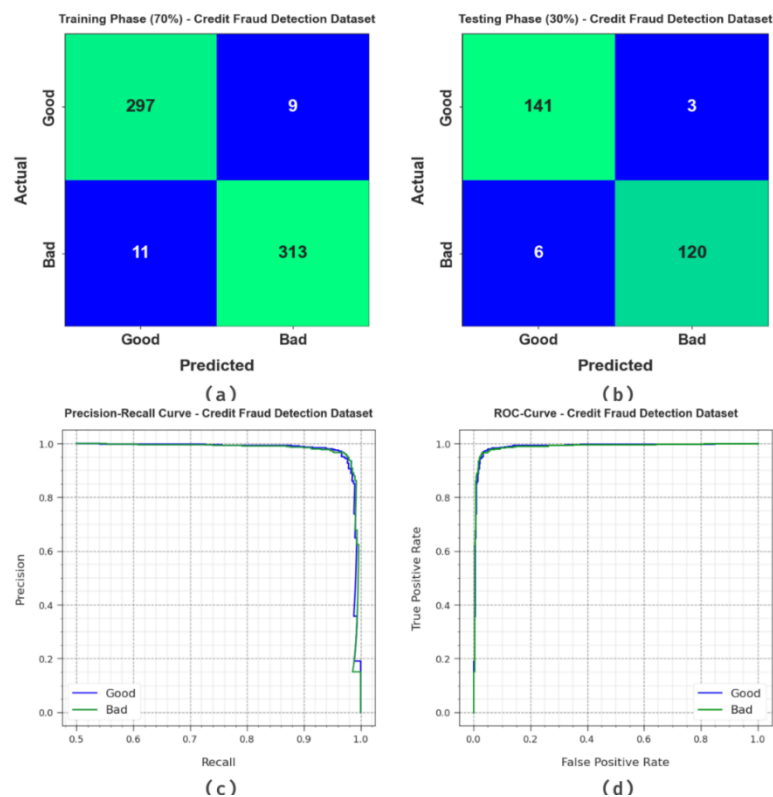 Training Phase (70%) - Credit Fraud Detection Dataset
Actual
Good
297
9
Bad
11
313
Good
Bad
Predicted
(a)
Testing Phase (30%) - Credit Fraud Detection Dataset
Actual
Good
141
3
Bad
6
120
Good
Bad
Predicted
(b)
Precision-Recall Curve - Credit Fraud Detection Dataset
Precision
1.0
0.8
0.6
0.4
0.2
0.0
Good
Bad
0.5
0.6
0.7
0.8
0.9
1.0
Recall
(c)
ROC-Curve - Credit Fraud Detection Dataset
True Positive Rate
1.0
0.8
0.6
0.4
0.2
0.0
Good
Bad
0.0
0.2
0.4
0.6
0.8
1.0
False Positive Rate
(d)